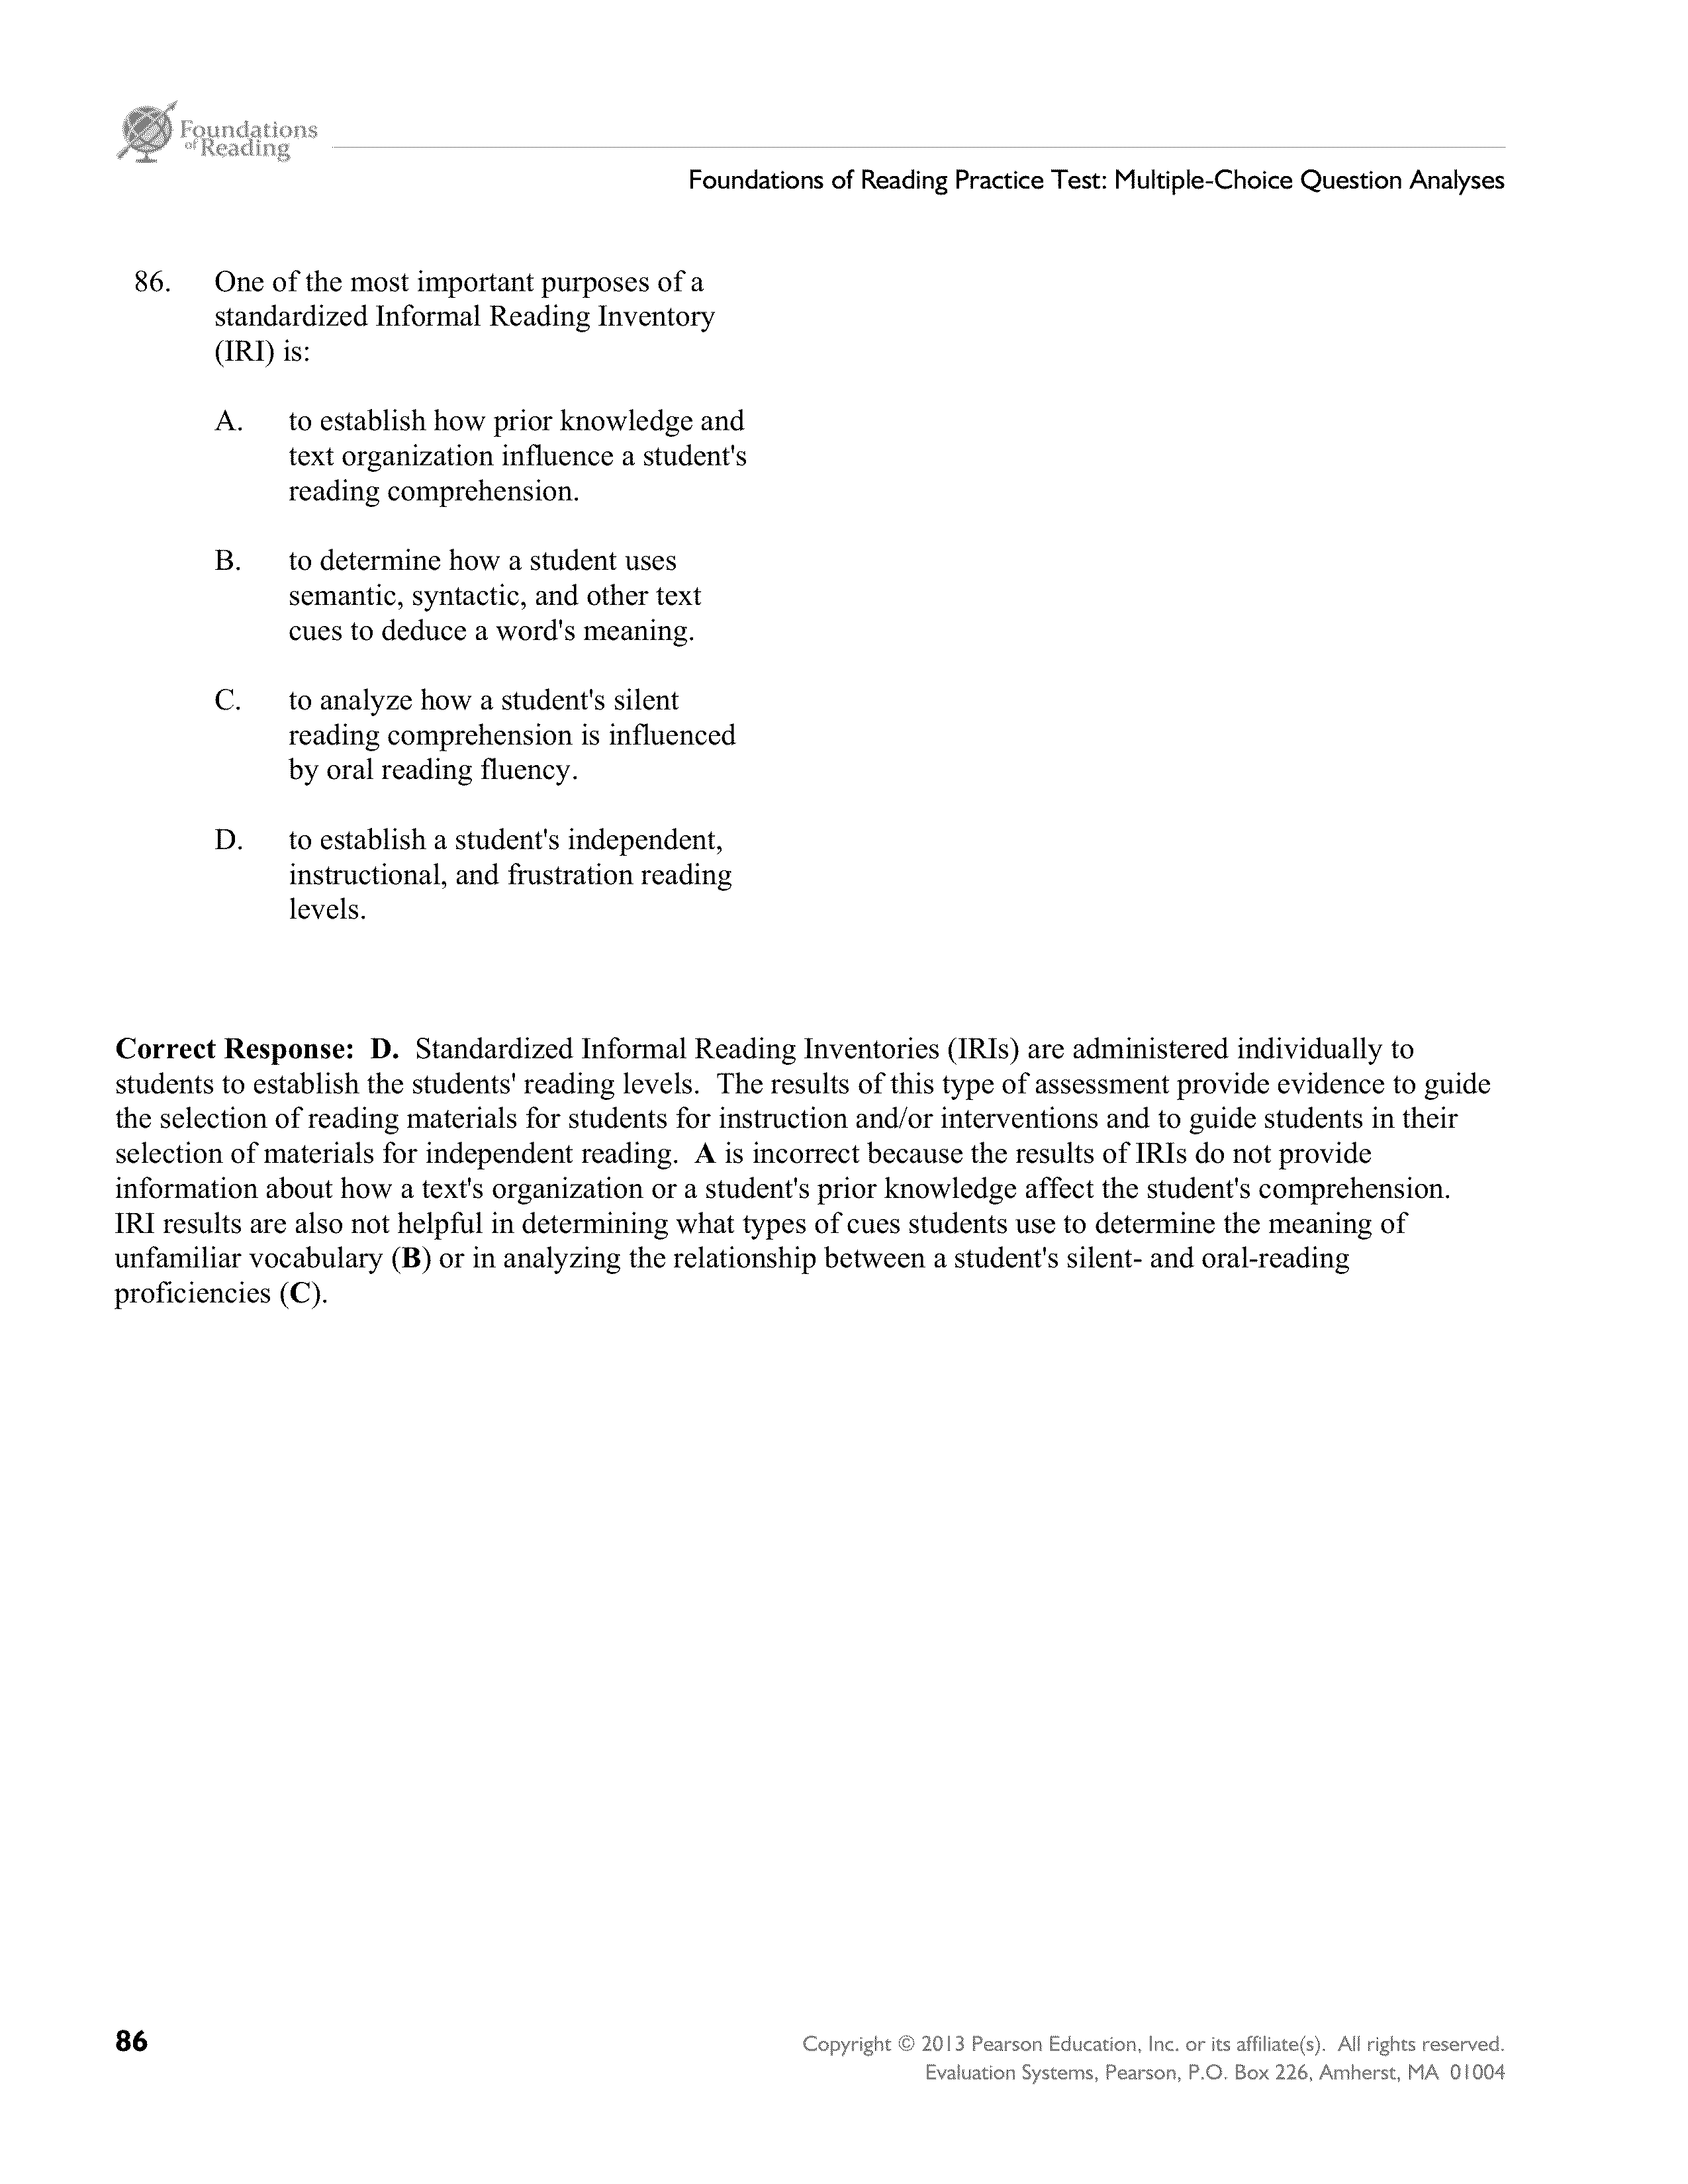 Foundations
of Reading
Foundations of Reading Practice Test: Multiple-Choice Question Analyses
86. One of the most important purposes of a
standardized Informal Reading Inventory
(IRI) is:
A. to establish how prior knowledge and
text organization influence a student's
reading comprehension.
B. to determine how a student uses
semantic, syntactic, and other text
cues to deduce a word's meaning.
C. to analyze how a student's silent
reading comprehension is influenced
by oral reading fluency.
D. to establish a student's independent,
instructional, and frustration reading
levels.
Correct Response: D. Standardized Informal Reading Inventories (IRIs) are administered individually to
students to establish the students' reading levels. The results of this type of assessment provide evidence to guide
the selection of reading materials for students for instruction and/or interventions and to guide students in their
selection of materials for independent reading. A is incorrect because the results of IRIs do not provide
information about how a text's organization or a student's prior knowledge affect the student's comprehension.
IRI results are also not helpful in determining what types of cues students use to determine the meaning of
unfamiliar vocabulary (B) or in analyzing the relationship between a student's silent- and oral-reading
proficiencies (C).
86
Copyright © 2013 Pearson Education, Inc. or its affiliate(s). All rights reserved.
Evaluation Systems, Pearson, P.O. Box 226, Amherst, MA 01004